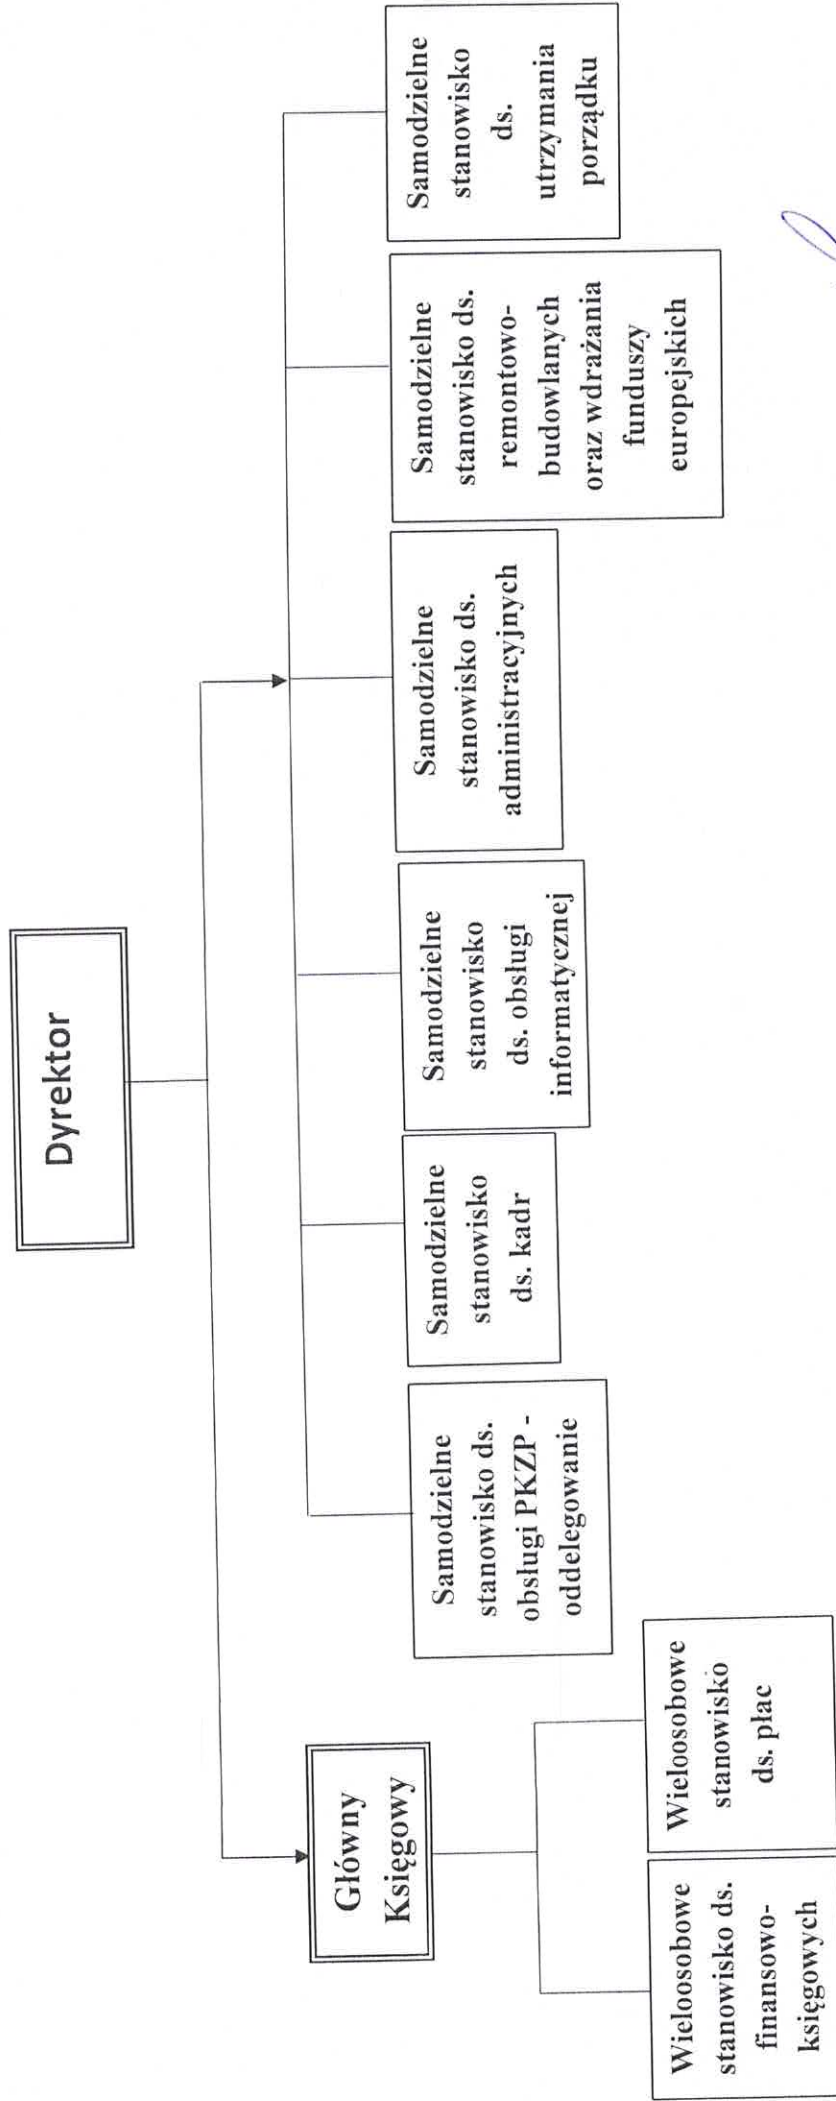 Dyrektor
Główny
Księgowy
Samodzielne
stanowisko ds.
obsługi PKZP -
oddelegowanie
Samodzielne
stanowisko
ds. kadr
Samodzielne
stanowisko
ds. obsługi
informatycznej
Samodzielne
stanowisko ds.
administracyjnych
Samodzielne
stanowisko ds.
remontowo-
budowlanych
oraz wdrażania
funduszy
europejskich
Samodzielne
stanowisko
ds.
utrzymania
porządku
Wieloosobowe
stanowisko ds.
finansowo-
księgowych
Wieloosobowe
stanowisko
ds. płac